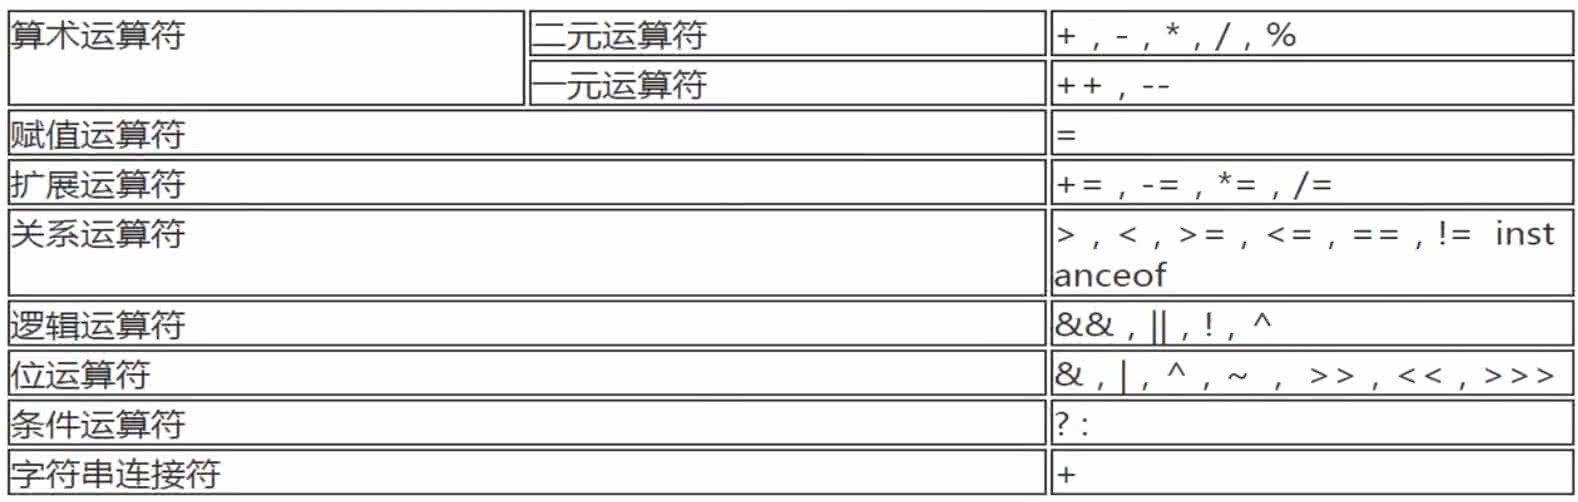 算术运算符 二元运算符 + , - , * , / , %
一元运算符 ++ , --
赋值运算符 =
扩展运算符 += , -= , *= , /=
关系运算符 > , < , >= , <= , == , != inst
anceof
逻辑运算符 && , || , ! , ^
位运算符 & , | , ^ , ~ , >> , << , >>>
条件运算符 ? :
字符串连接符 +